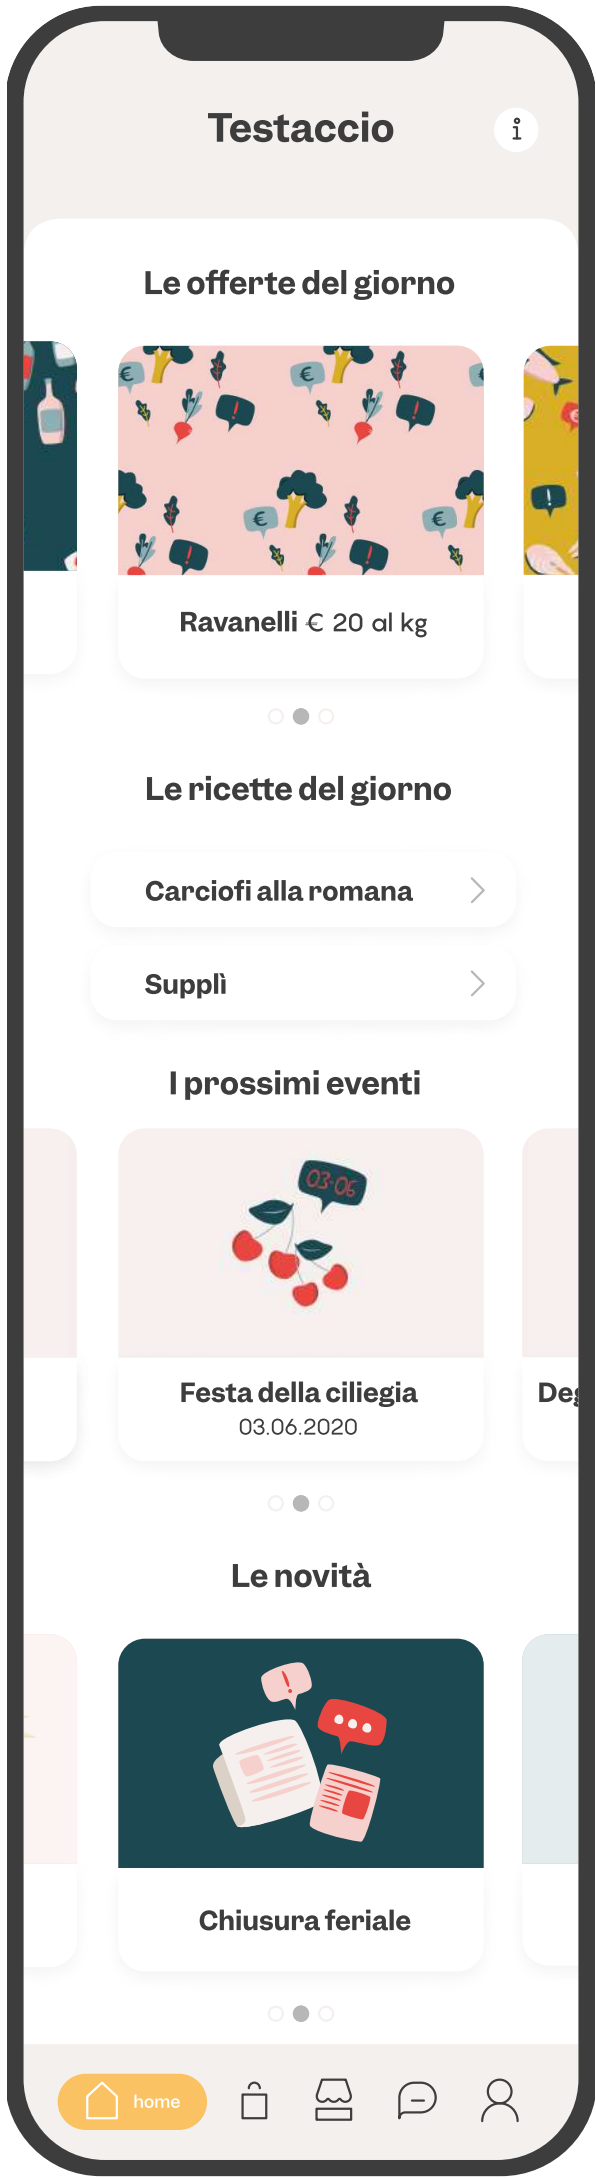 Testaccio
i
Le offerte del giorno
€
!
€
!
€
€
!
!
Ravanelli € 20 al kg
Le ricette del giorno
Carciofi alla romana
Supplì
I prossimi eventi
03-06
Festa della ciliegia
03.06.2020
Le novità
!
Chiusura feriale
home